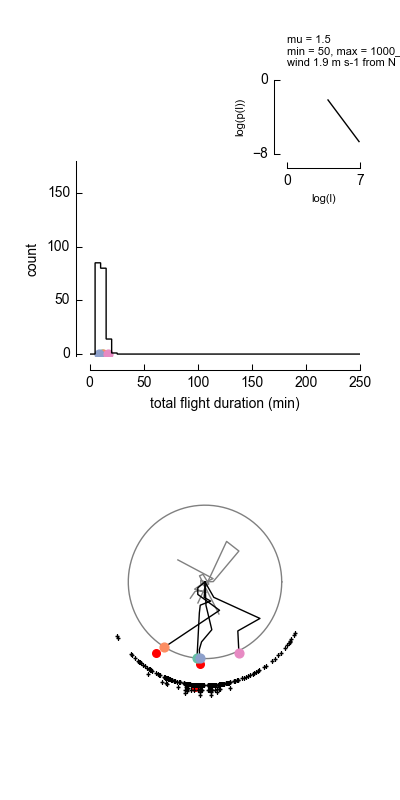 mu = 1.5
min = 50, max = 1000_
wind 1.9 m s-1 from N
0
log(p(l))
−8
0
7
log(l)
150
100
50
0
count
0
50
100
150
200
250
total flight duration (min)